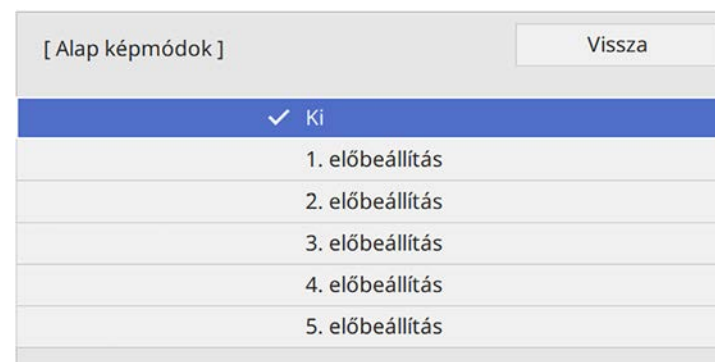 [ Alap képmódok ]
Vissza
Ki
1. előbeállítás
2. előbeállítás
3. előbeállítás
4. előbeállítás
5. előbeállítás